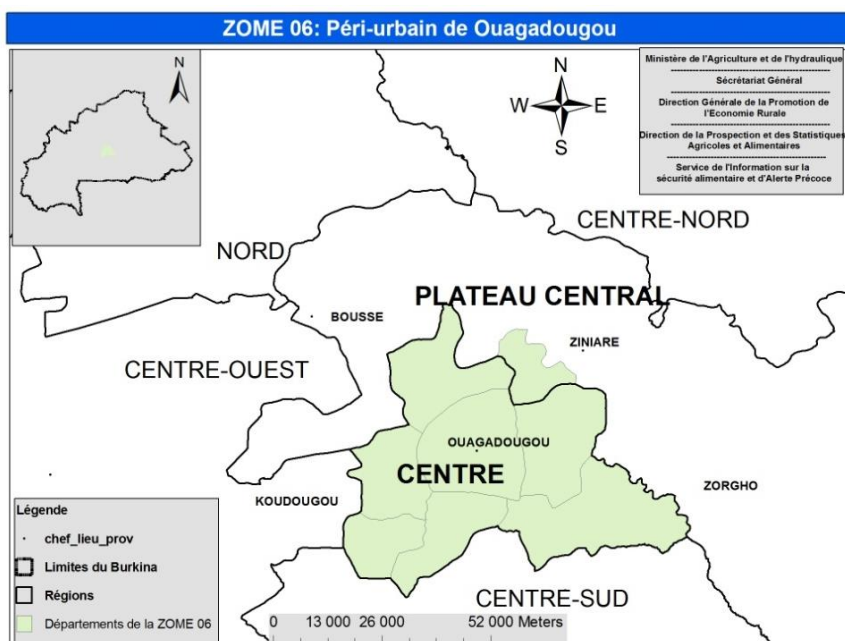 ZOME 06: Péri-urbain de Ouagadougou
N
N
W
E
S
Ministère de l'Agriculture et de l'hydraulique
Sécrétariat Général
Direction Générale de la Promotion de
l'Economie Rurale
Direction de la Prospection et des Statistiques
Agricoles et Alimentaires
Service de l'Information sur la
sécurité alimentaire et d'Alerte Précoce
CENTRE-NORD
NORD
PLATEAU CENTRAL
BOUSSE
ZINIARE
CENTRE-OUEST
OUAGADOUGOU
CENTRE
ZORGHO
KOUDOUGOU
CENTRE-SUD
Légende
chef_lieu_prov
Limites du Burkina
Régions
Départements de la ZOME 06
0 13 000 26 000 52 000 Meters